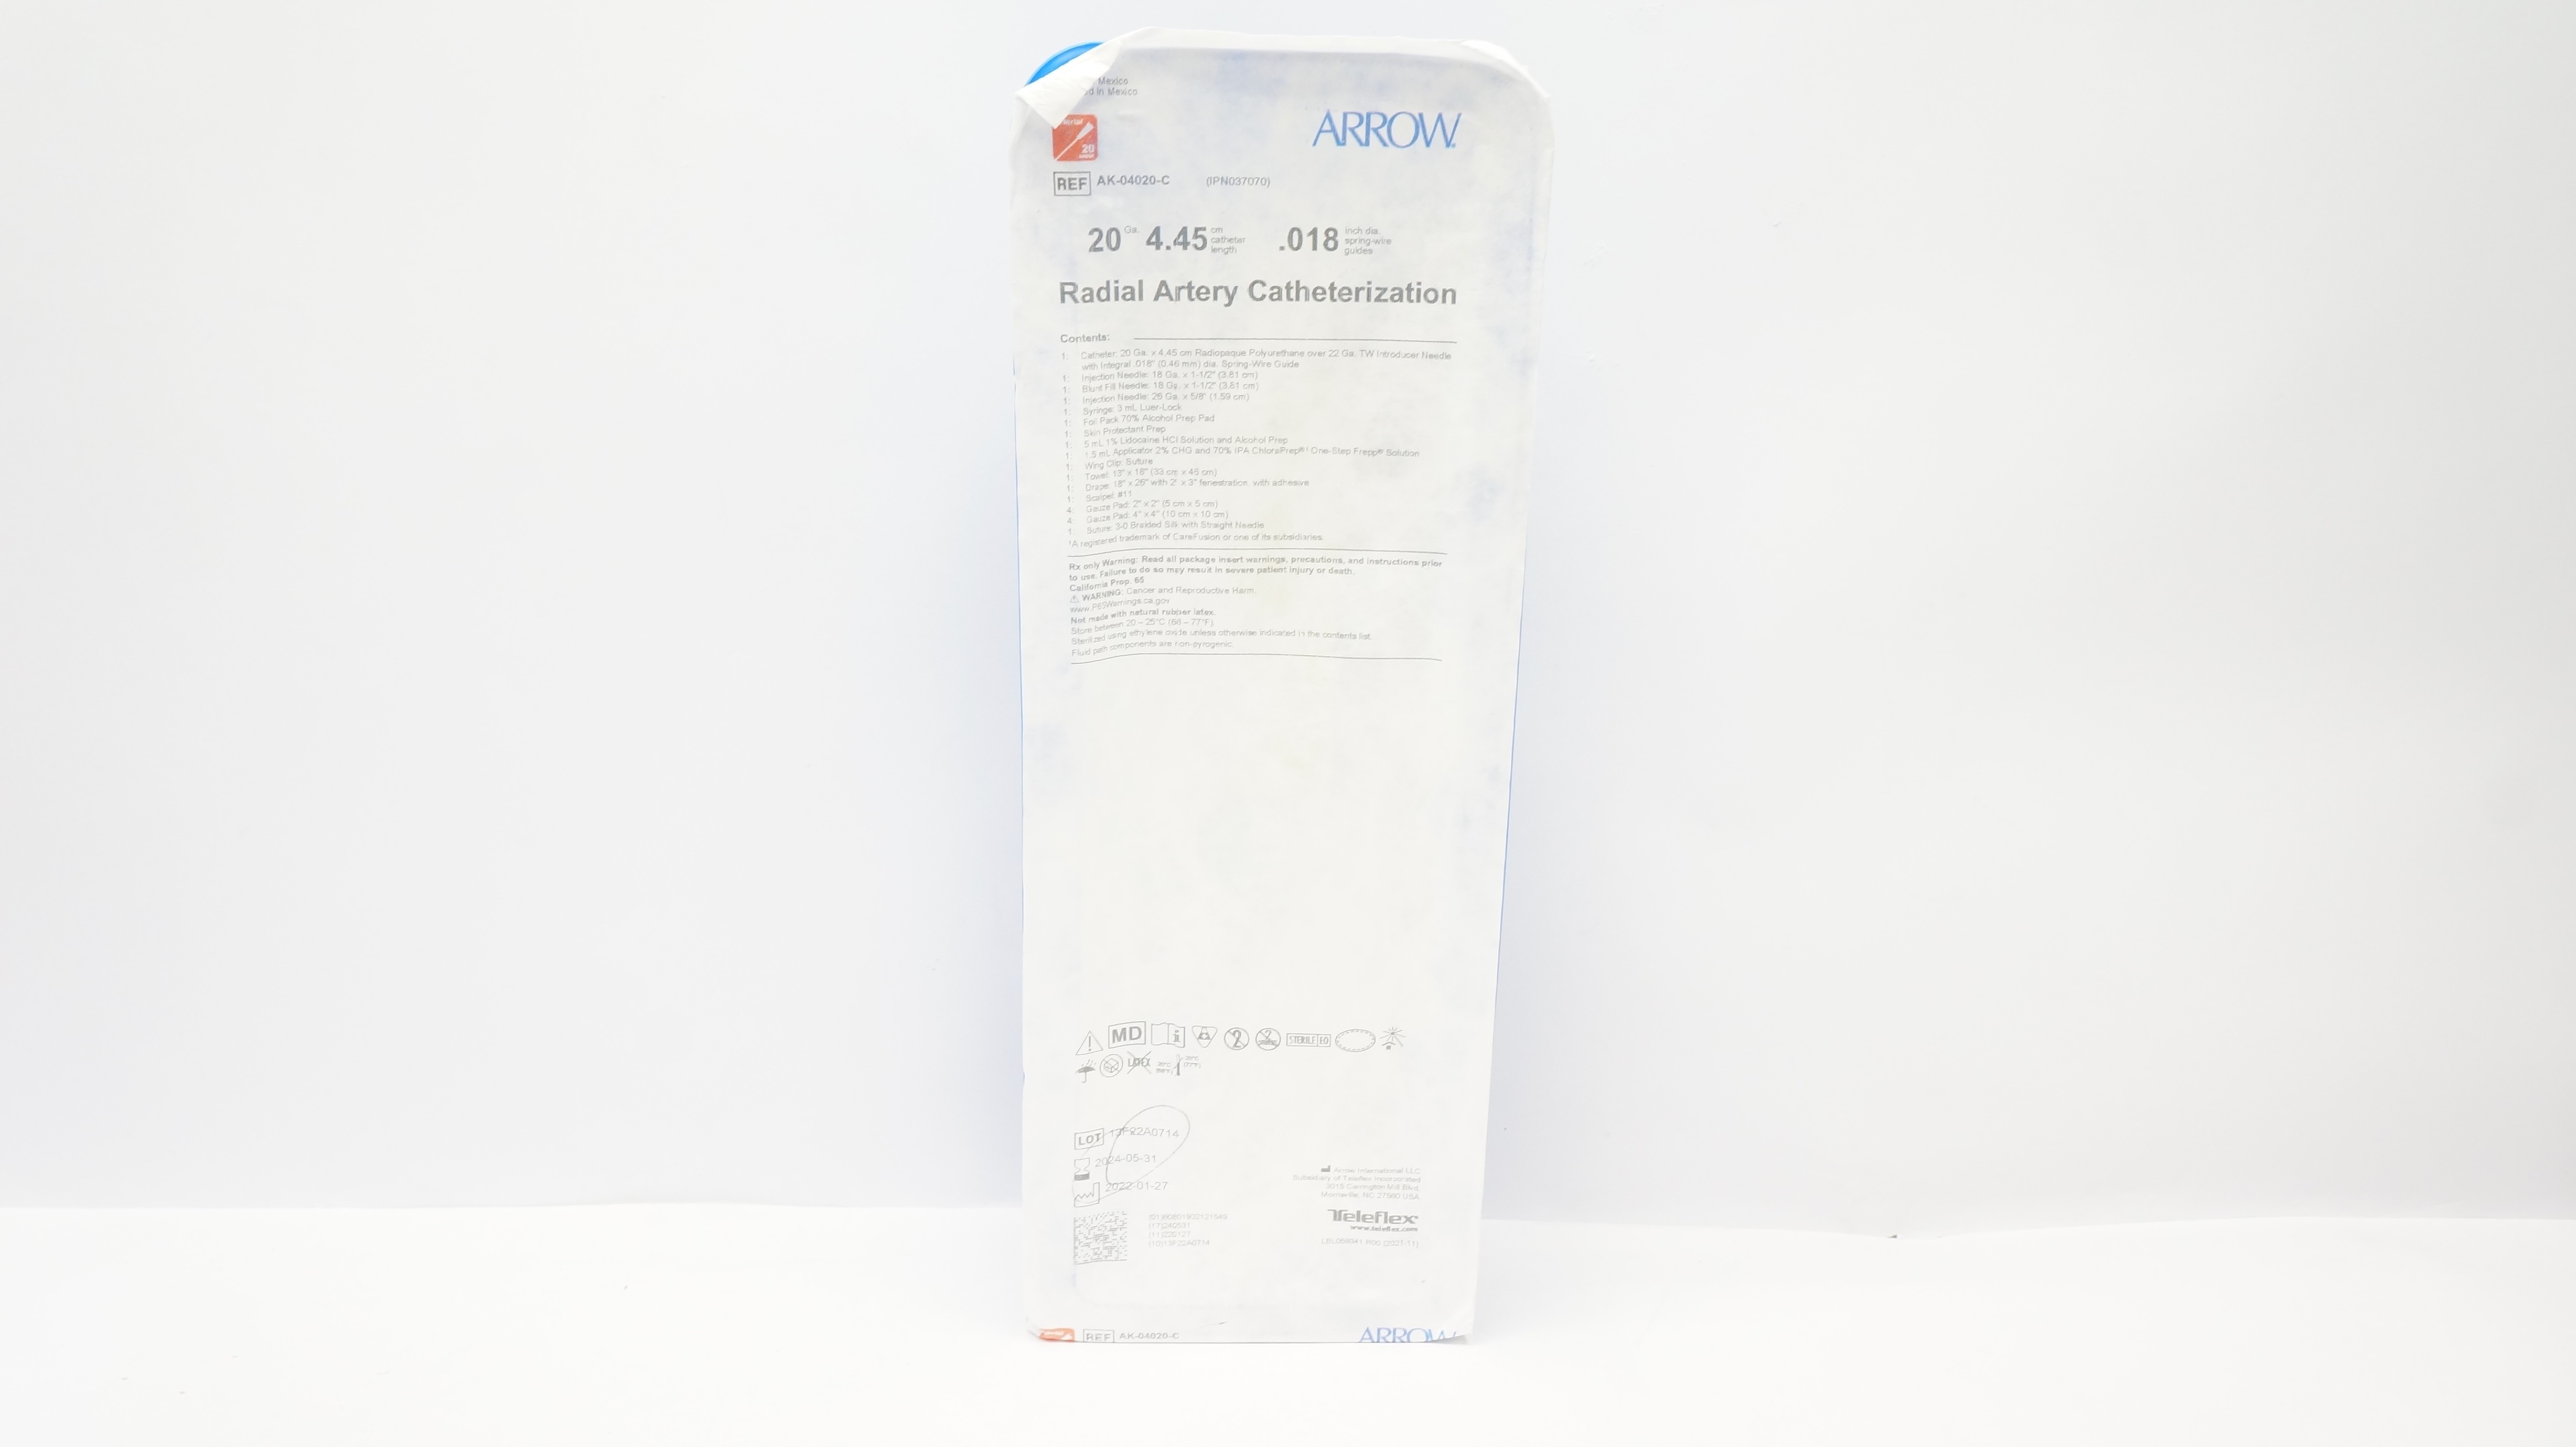 Mexico
ed in Mexico
ARROW
20
REF AK-04020-C (IPN037070)
20 Ga. 4.45 cm catheter length .018 inch dia. spring-wire guides
Radial Artery Catheterization
Contents:
1: Catheter: 20 Ga. x 4.45 cm Radiopaque Polyurethane over 22 Ga. TW Introducer Needle
with Integral .018" (0.46 mm) dia. Spring-Wire Guide
1: Injection Needle: 18 Ga. x 1-1/2" (3.81 cm)
1: Blunt Fill Needle: 18 Ga. x 1-1/2" (3.81 cm)
1: Injection Needle: 26 Ga. x 5/8" (1.59 cm)
1: Syringe: 3 mL Luer-Lock
1: Foil Pack 70% Alcohol Prep Pad
1: Skin Protectant Prep
1: 5 mL 1% Lidocaine HCl Solution and Alcohol Prep
1: 1.5 mL Applicator 2% CHG and 70% IPA ChloraPrep®† One-Step Frepp® Solution
1: Wing Clip: Suture
1: Towel: 13" x 18" (33 cm x 46 cm)
1: Drape: 18" x 26" with 2" x 3" fenestration, with adhesive
1: Scalpel: #11
4: Gauze Pad: 2" x 2" (5 cm x 5 cm)
4: Gauze Pad: 4" x 4" (10 cm x 10 cm)
1: Suture: 3-0 Braided Silk with Straight Needle
†A registered trademark of CareFusion or one of its subsidiaries.
Rx only Warning: Read all package insert warnings, precautions, and instructions prior
to use. Failure to do so may result in severe patient injury or death.
California Prop. 65
WARNING: Cancer and Reproductive Harm.
www.P65Warnings.ca.gov
Not made with natural rubber latex.
Store between 20 – 25°C (68 – 77°F)
Sterilized using ethylene oxide unless otherwise indicated in the contents list.
Fluid path components are non-pyrogenic.
MD STERILE EO
LATEX
LOT 13F22A0714
2024-05-31
2022-01-27
(17)240531
(11)220127
(10)13F22A0714
Arrow International LLC
Subsidiary of Teleflex Incorporated
3015 Carrington Mill Blvd.
Morrisville, NC 27560 USA
Teleflex
www.teleflex.com
REF AK-04020-C
ARROW